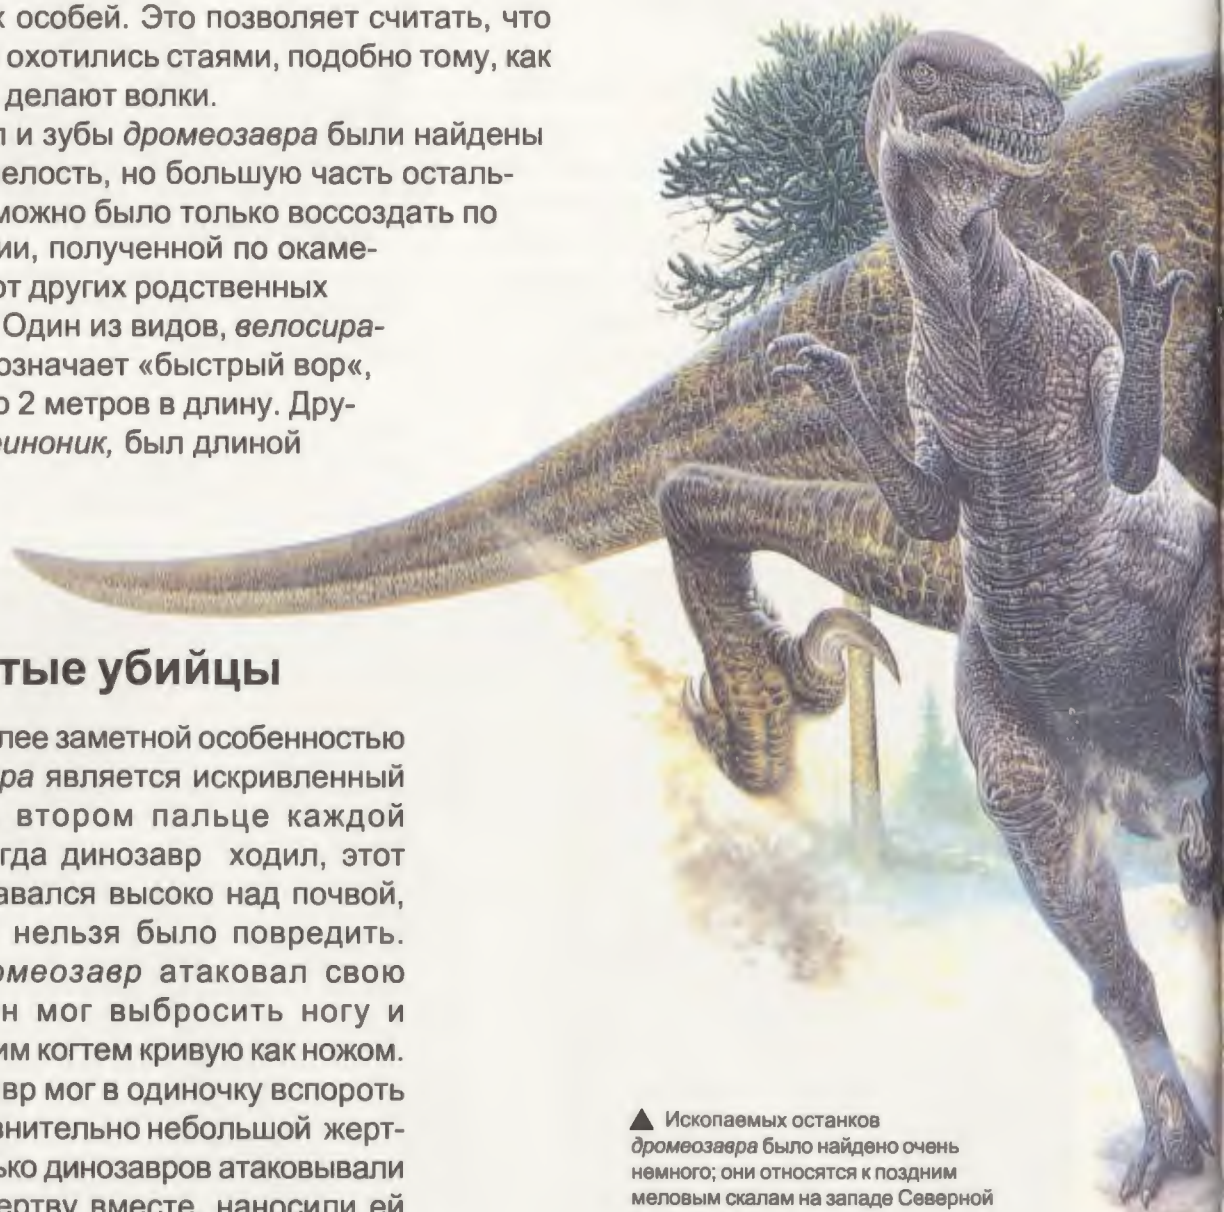 х особей. Это позволяет считать, что
охотились стаями, подобно тому, как
делают волки.
и зубы дромеозавра были найдены
елость, но большую часть осталь-
можно было только воссоздать по
ии, полученной по окаме-
от других родственных
Один из видов, велосира-
означает «быстрый вор«,
о 2 метров в длину. Дру-
инoник, был длиной
тые убийцы
лее заметной особенностью
ра является искривленный
втором пальце каждой
гда динозавр ходил, этот
авался высоко над почвой,
нельзя было повредить.
омеозавр атаковал свою
н мог выбросить ногу и
им когтем кривую как ножом.
вр мог в одиночку вспороть
внительно небольшой жерт-
ько динозавров атаковывали
ертву вместе, наносили ей
▲ Ископаемых останков
дромеозавра было найдено очень
немного; они относятся к поздним
меловым скалам на западе Северной